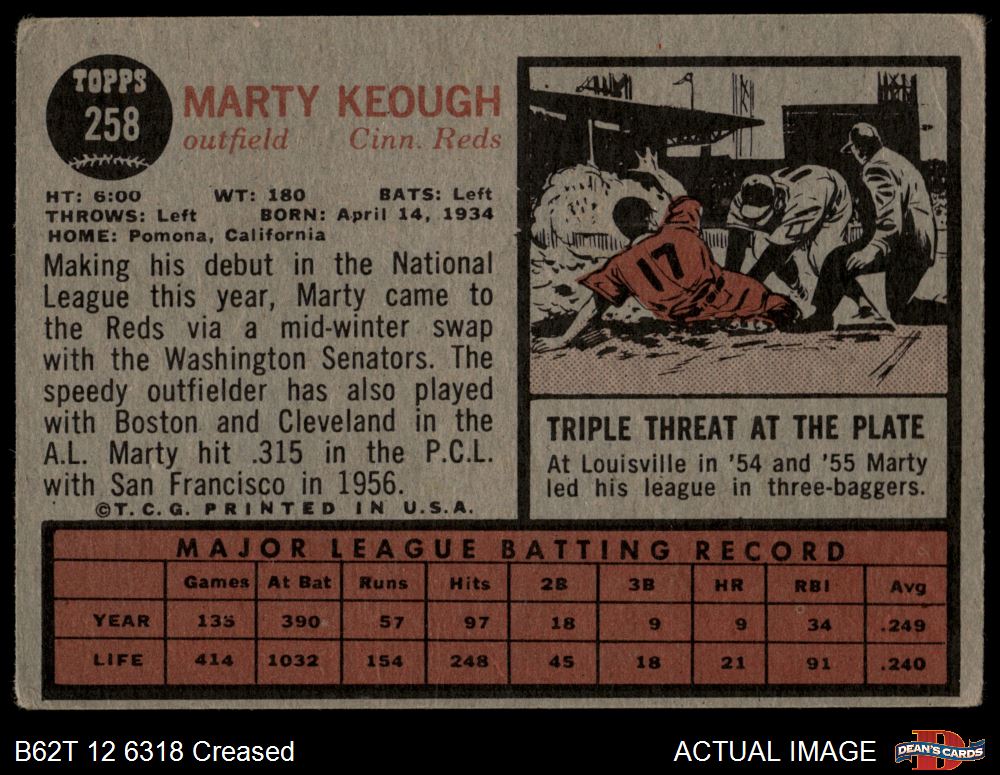 TOPPS
258
MARTY KEOUGH
outfield Cinn. Reds
HT: 6:00 WT: 180 BATS: Left
THROWS: Left BORN: April 14, 1934
HOME: Pomona, California
Making his debut in the National
League this year, Marty came to
the Reds via a mid-winter swap
with the Washington Senators. The
speedy outfielder has also played
with Boston and Cleveland in the
A.L. Marty hit .315 in the P.C.L.
with San Francisco in 1956.
©T.C.G. PRINTED IN U.S.A.
17
TRIPLE THREAT AT THE PLATE
At Louisville in '54 and '55 Marty
led his league in three-baggers.
MAJOR LEAGUE BATTING RECORD
Games At Bat Runs Hits 2B 3B HR RBI Avg
YEAR 135 390 57 97 18 9 9 34 .249
LIFE 414 1032 154 248 45 18 21 91 .240
B62T 12 6318 Creased
ACTUAL IMAGE
D
DEAN'S CARDS